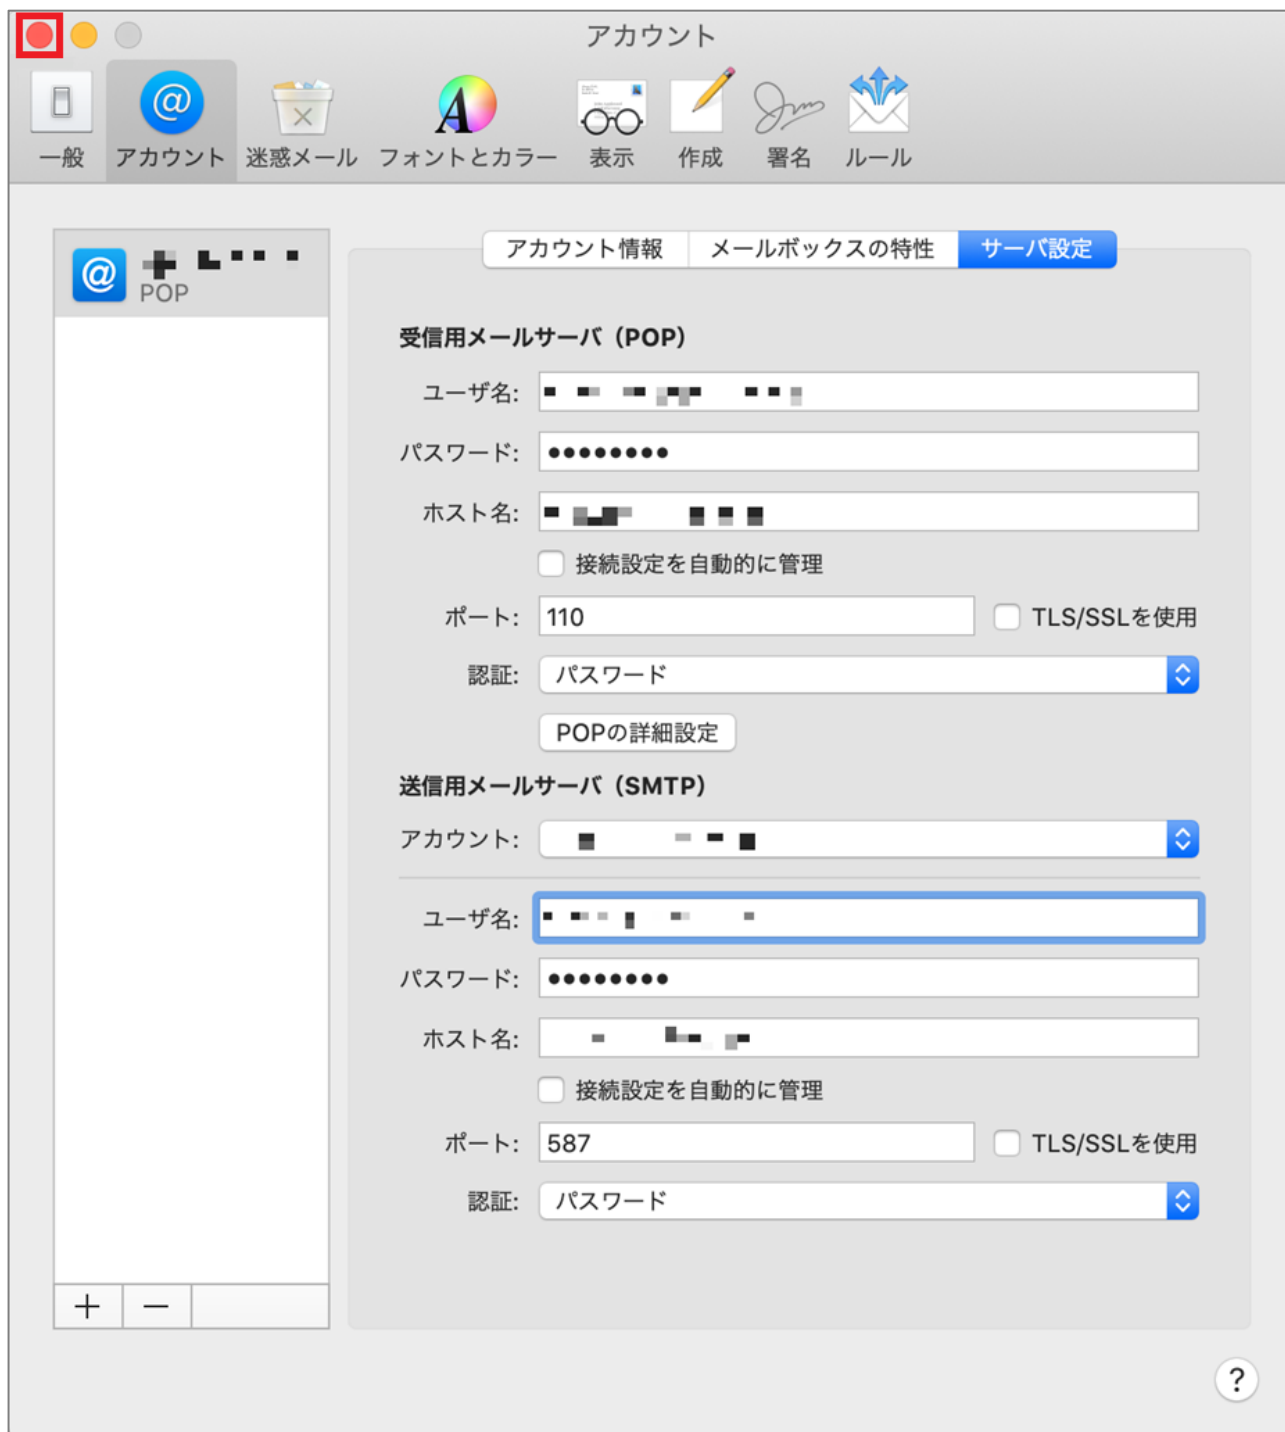 アカウント
一般 アカウント 迷惑メール フォントとカラー 表示 作成 署名 ルール
アカウント情報 メールボックスの特性 サーバ設定
POP
受信用メールサーバ（POP）
ユーザ名:
パスワード: ●●●●●●●●
ホスト名:
接続設定を自動的に管理
ポート: 110 TLS/SSLを使用
認証: パスワード
POPの詳細設定
送信用メールサーバ（SMTP）
アカウント:
ユーザ名:
パスワード: ●●●●●●●●
ホスト名:
接続設定を自動的に管理
ポート: 587 TLS/SSLを使用
認証: パスワード
+ −
?